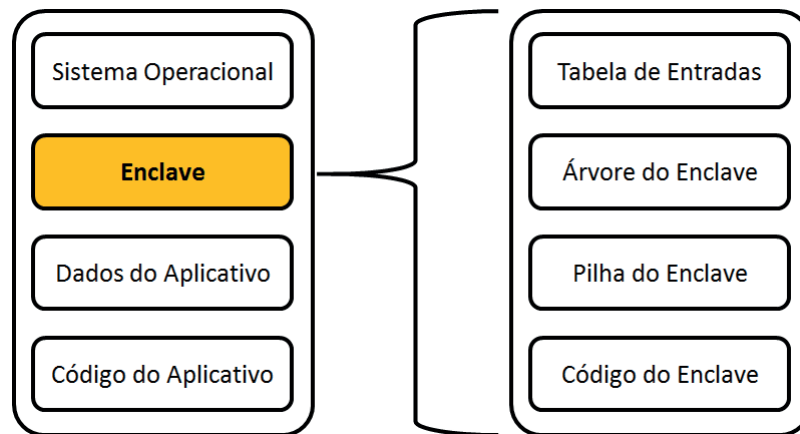 Sistema Operacional
Enclave
Dados do Aplicativo
Código do Aplicativo
Tabela de Entradas
Árvore do Enclave
Pilha do Enclave
Código do Enclave